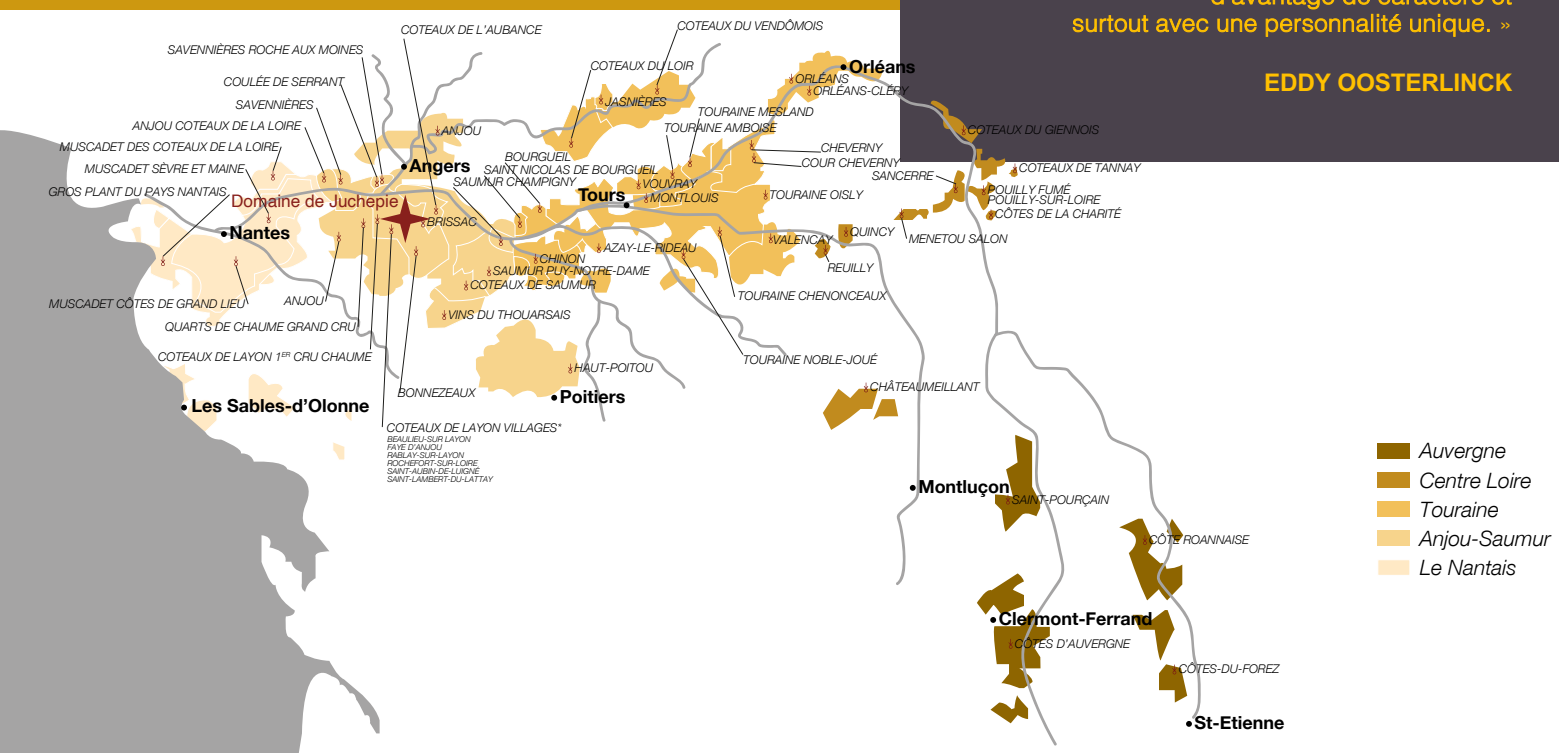 d'avantage de caractère et
surtout avec une personnalité unique. »
EDDY OOSTERLINCK
COTEAUX DE L'AUBANCE
COTEAUX DU VENDÔMOIS
SAVENNIÈRES ROCHE AUX MOINES
COTEAUX DU LOIR
Orléans
COULÉE DE SERRANT
ORLÉANS
ORLÉANS-CLÉRY
SAVENNIÈRES
JASNIÈRES
TOURAINE MESLAND
ANJOU COTEAUX DE LA LOIRE
ANJOU
TOURAINE AMBOISE
COTEAUX DU GIENNOIS
MUSCADET DES COTEAUX DE LA LOIRE
CHEVERNY
Angers
BOURGUEIL
COUR CHEVERNY
MUSCADET SÈVRE ET MAINE
SAINT NICOLAS DE BOURGUEIL
COTEAUX DE TANNAY
SAUMUR CHAMPIGNY
VOUVRAY
SANCERRE
GROS PLANT DU PAYS NANTAIS
Domaine de Juchepie
Tours
MONTLOUIS
TOURAINE OISLY
POUILLY FUMÉ
POUILLY-SUR-LOIRE
BRISSAC
CÔTES DE LA CHARITÉ
Nantes
VALENCAY
QUINCY
MENETOU SALON
AZAY-LE-RIDEAU
CHINON
REUILLY
SAUMUR PUY-NOTRE-DAME
COTEAUX DE SAUMUR
MUSCADET CÔTES DE GRAND LIEU
ANJOU
TOURAINE CHENONCEAUX
VINS DU THOUARSAIS
QUARTS DE CHAUME GRAND CRU
COTEAUX DE LAYON 1ER CRU CHAUME
TOURAINE NOBLE-JOUÉ
HAUT-POITOU
CHÂTEAUMEILLANT
BONNEZEAUX
Poitiers
Les Sables-d'Olonne
COTEAUX DE LAYON VILLAGES*
BEAULIEU-SUR LAYON
FAYE D'ANJOU
RABLAY-SUR-LAYON
ROCHEFORT-SUR-LOIRE
SAINT-AUBIN-DE-LUIGNÉ
SAINT-LAMBERT-DU-LATTAY
Montluçon
SAINT-POURÇAIN
CÔTE ROANNAISE
Clermont-Ferrand
CÔTES D'AUVERGNE
CÔTES-DU-FOREZ
St-Etienne
Auvergne
Centre Loire
Touraine
Anjou-Saumur
Le Nantais